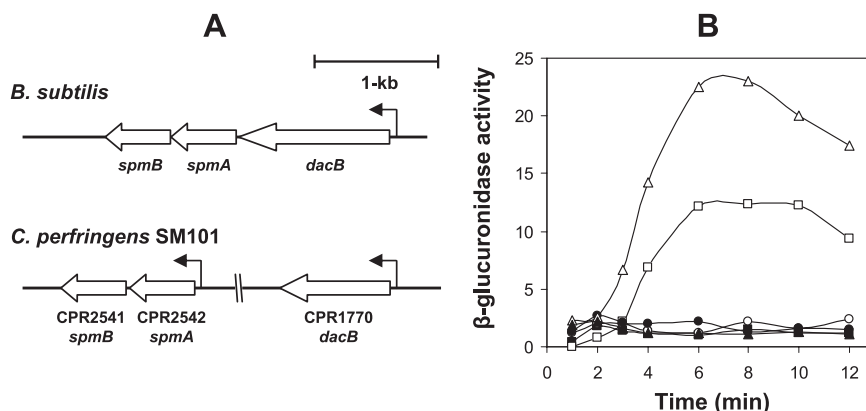 A
1-kb
B. subtilis
spmB spmA dacB
C. perfringens SM101
CPR2541 CPR2542 CPR1770
spmB spmA dacB
B
β-glucuronidase activity
25
20
15
10
5
0
0 2 4 6 8 10 12
Time (min)